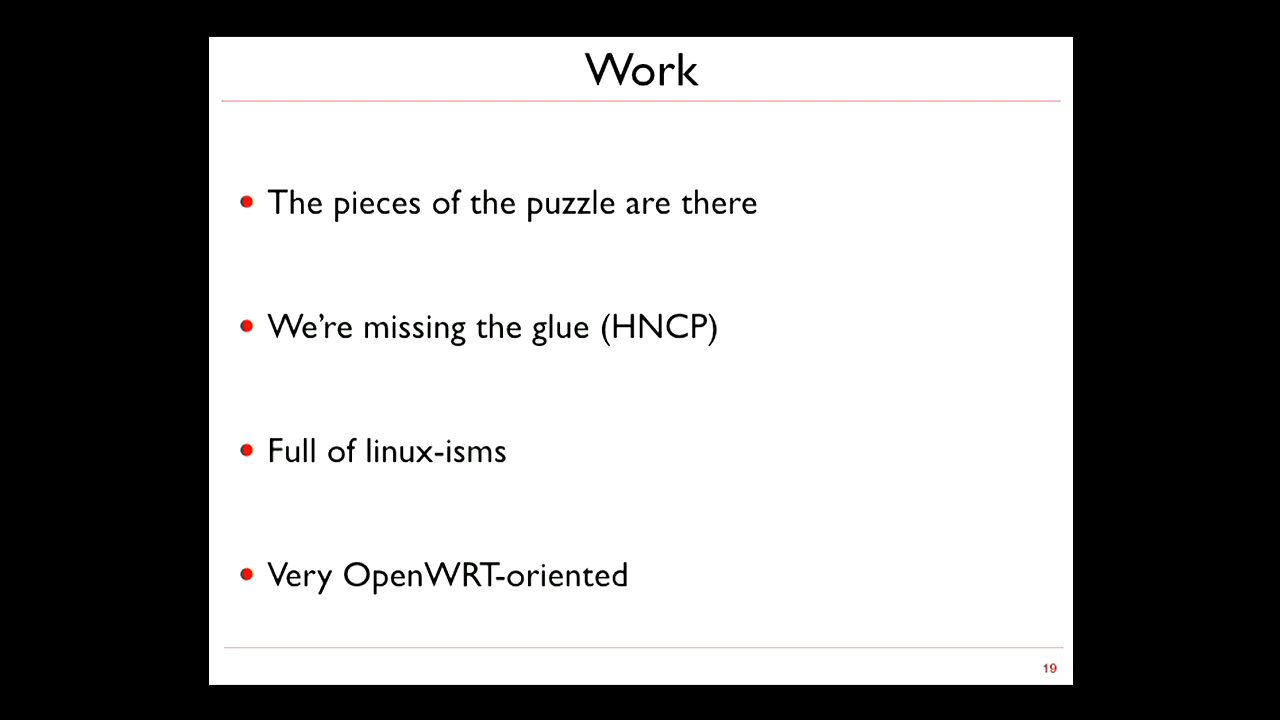 Work
The pieces of the puzzle are there
We’re missing the glue (HNCP)
Full of linux-isms
Very OpenWRT-oriented
19